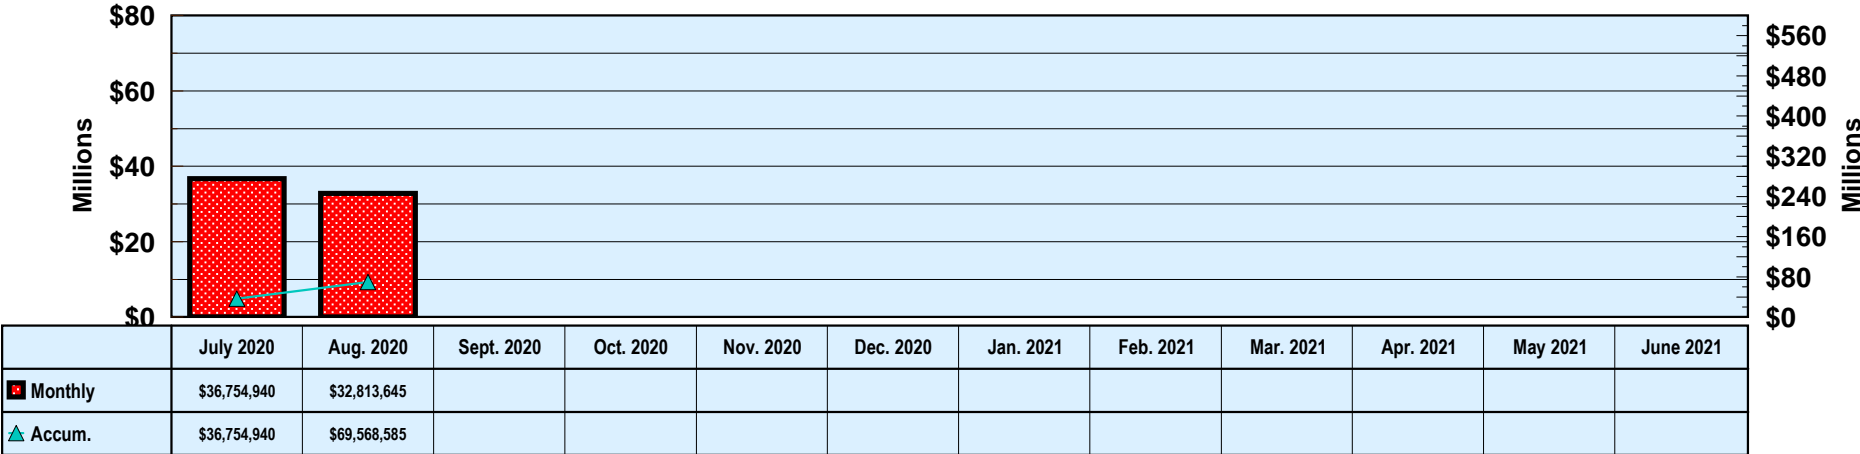 $80
$60
$40
$20
$0
Millions
$560
$480
$400
$320
$240
$160
$80
$0
Millions
July 2020 Aug. 2020 Sept. 2020 Oct. 2020 Nov. 2020 Dec. 2020 Jan. 2021 Feb. 2021 Mar. 2021 Apr. 2021 May 2021 June 2021
Monthly $36,754,940 $32,813,645
Accum. $36,754,940 $69,568,585